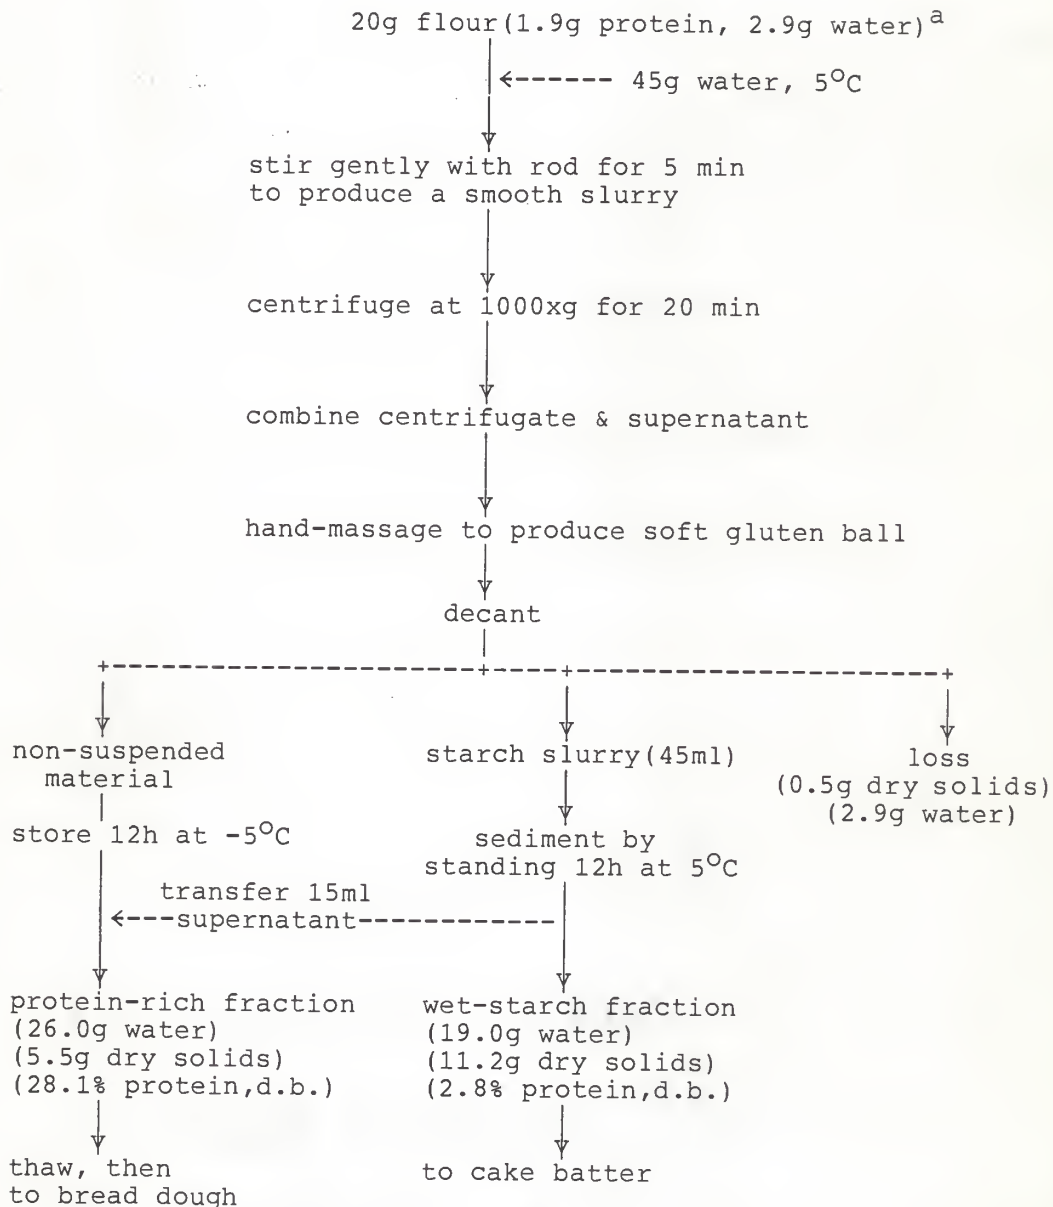 20g flour(1.9g protein, 2.9g water)a
45g water, 5°C
stir gently with rod for 5 min
to produce a smooth slurry
centrifuge at 1000xg for 20 min
combine centrifugate & supernatant
hand-massage to produce soft gluten ball
decant
non-suspended
material
store 12h at -5°C
starch slurry(45ml)
sediment by
standing 12h at 5°C
loss
(0.5g dry solids)
(2.9g water)
transfer 15ml
supernatant
protein-rich fraction
(26.0g water)
(5.5g dry solids)
(28.1% protein,d.b.)
thaw, then
to bread dough
wet-starch fraction
(19.0g water)
(11.2g dry solids)
(2.8% protein,d.b.)
to cake batter